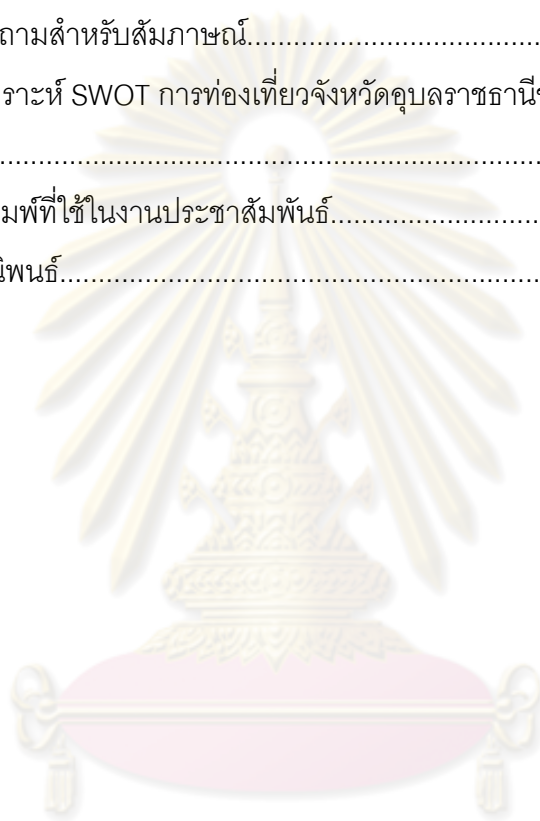 ถามสำหรับสัมภาษณ์........................................
ราะห์ SWOT การท่องเที่ยวจังหวัดอุบลราชธานี
........................................................................
มพ์ที่ใช้ในงานประชาสัมพันธ์............................
นิพนธ์................................................................